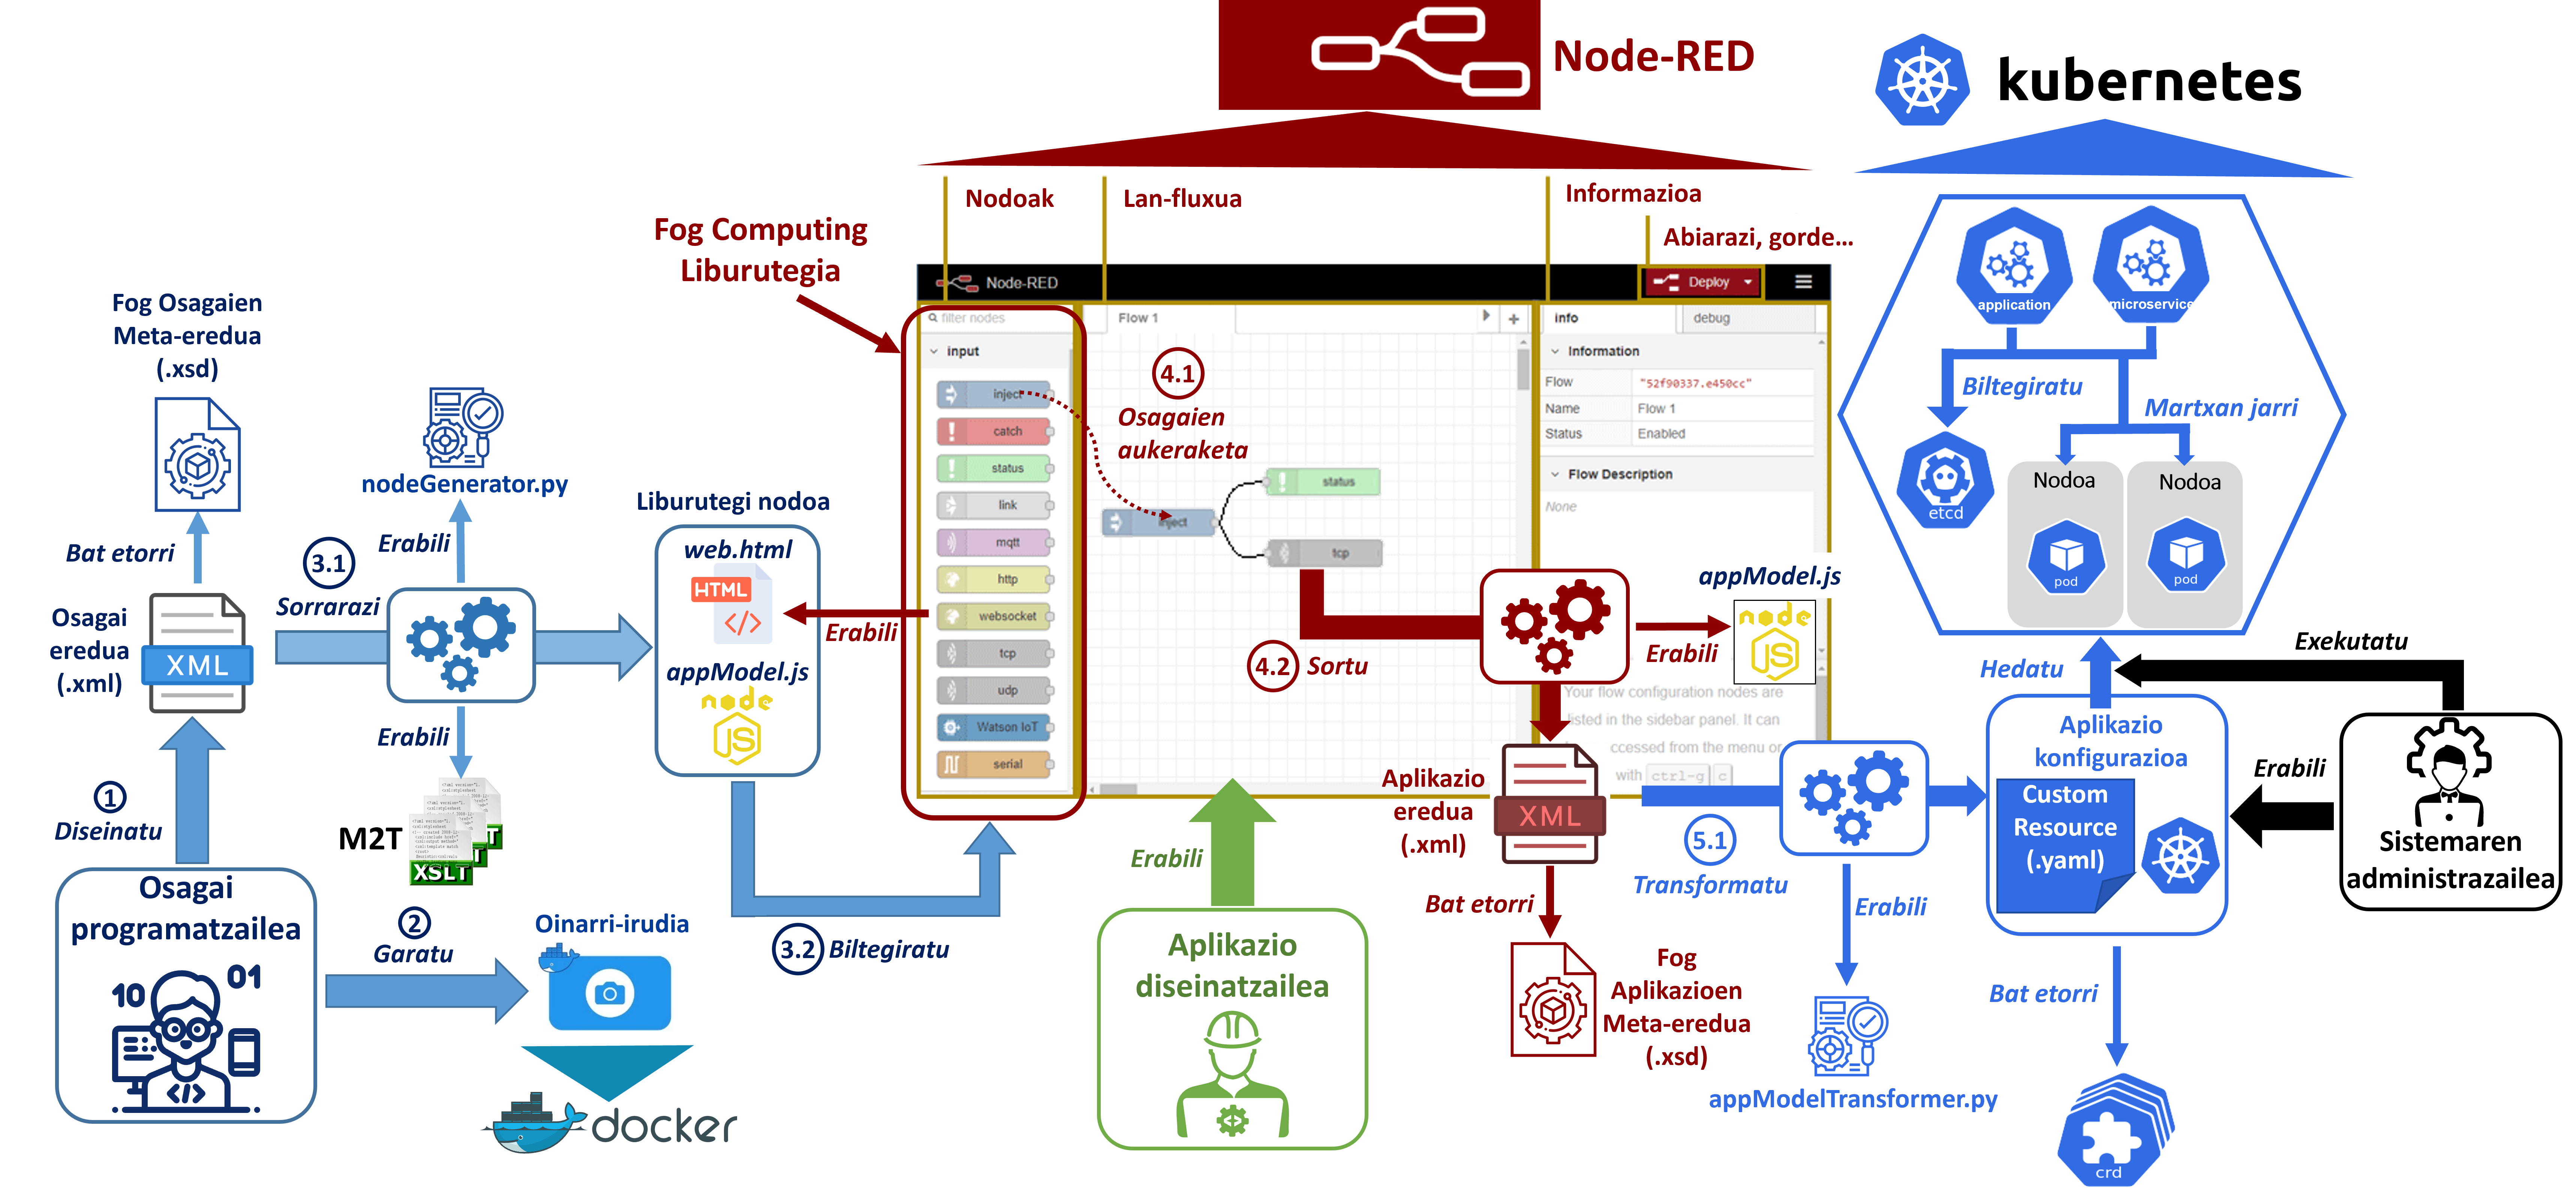 Node-RED
kubernetes
Nodoak
Lan-fluxua
Informazioa
Abiarazi, gorde...
Fog Computing
Liburutegia
Node-RED
Deploy
filter nodes
input
inject
catch
status
link
mqtt
http
websocket
tcp
udp
Watson IoT
serial
Flow 1
4.1
Osagaien
aukeraketa
inject
status
tcp
4.2
Sortu
info
debug
Information
Flow
"52f90337.e450cc"
Name
Flow 1
Status
Enabled
Flow Description
None
Your flow configuration nodes are
listed in the sidebar panel. It can
ccessed from the menu or
with ctrl-g c
Fog Osagaien
Meta-eredua
(.xsd)
Bat etorri
Osagai
eredua
(.xml)
XML
1
Diseinatu
Osagai
programatzailea
10
01
</>
3.1
Sorrarazi
nodeGenerator.py
Erabili
Erabili
M2T
XSLT
2
Garatu
Oinarri-irudia
docker
Liburutegi nodoa
web.html
HTML
</>
appModel.js
node
JS
Erabili
3.2
Biltegiratu
Erabili
Aplikazio
diseinatzailea
Erabili
appModel.js
node
JS
Aplikazio
eredua
(.xml)
XML
Bat etorri
Fog
Aplikazioen
Meta-eredua
(.xsd)
5.1
Transformatu
Erabili
appModelTransformer.py
application
microservice
Biltegiratu
Martxan jarri
etcd
Nodoa
pod
Nodoa
pod
Hedatu
Exekutatu
Aplikazio
konfigurazioa
Custom
Resource
(.yaml)
Erabili
Sistemaren
administrazailea
Bat etorri
crd